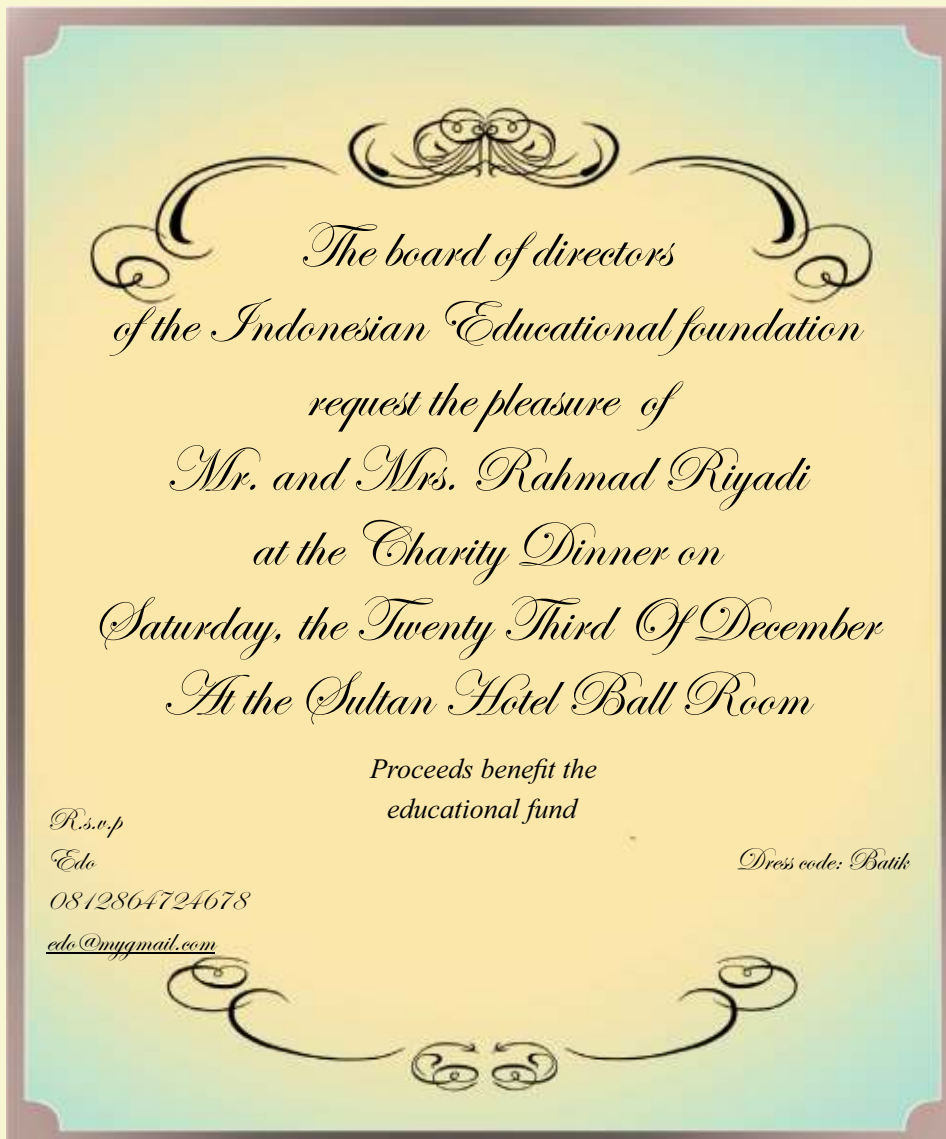 The board of directors
of the Indonesian Educational foundation
request the pleasure of
Mr. and Mrs. Rahmad Riyadi
at the Charity Dinner on
Saturday, the Twenty Third Of December
At the Sultan Hotel Ball Room
Proceeds benefit the
educational fund
R.s.v.p
Edo
0812864724678
edo@mygmail.com
Dress code: Batik